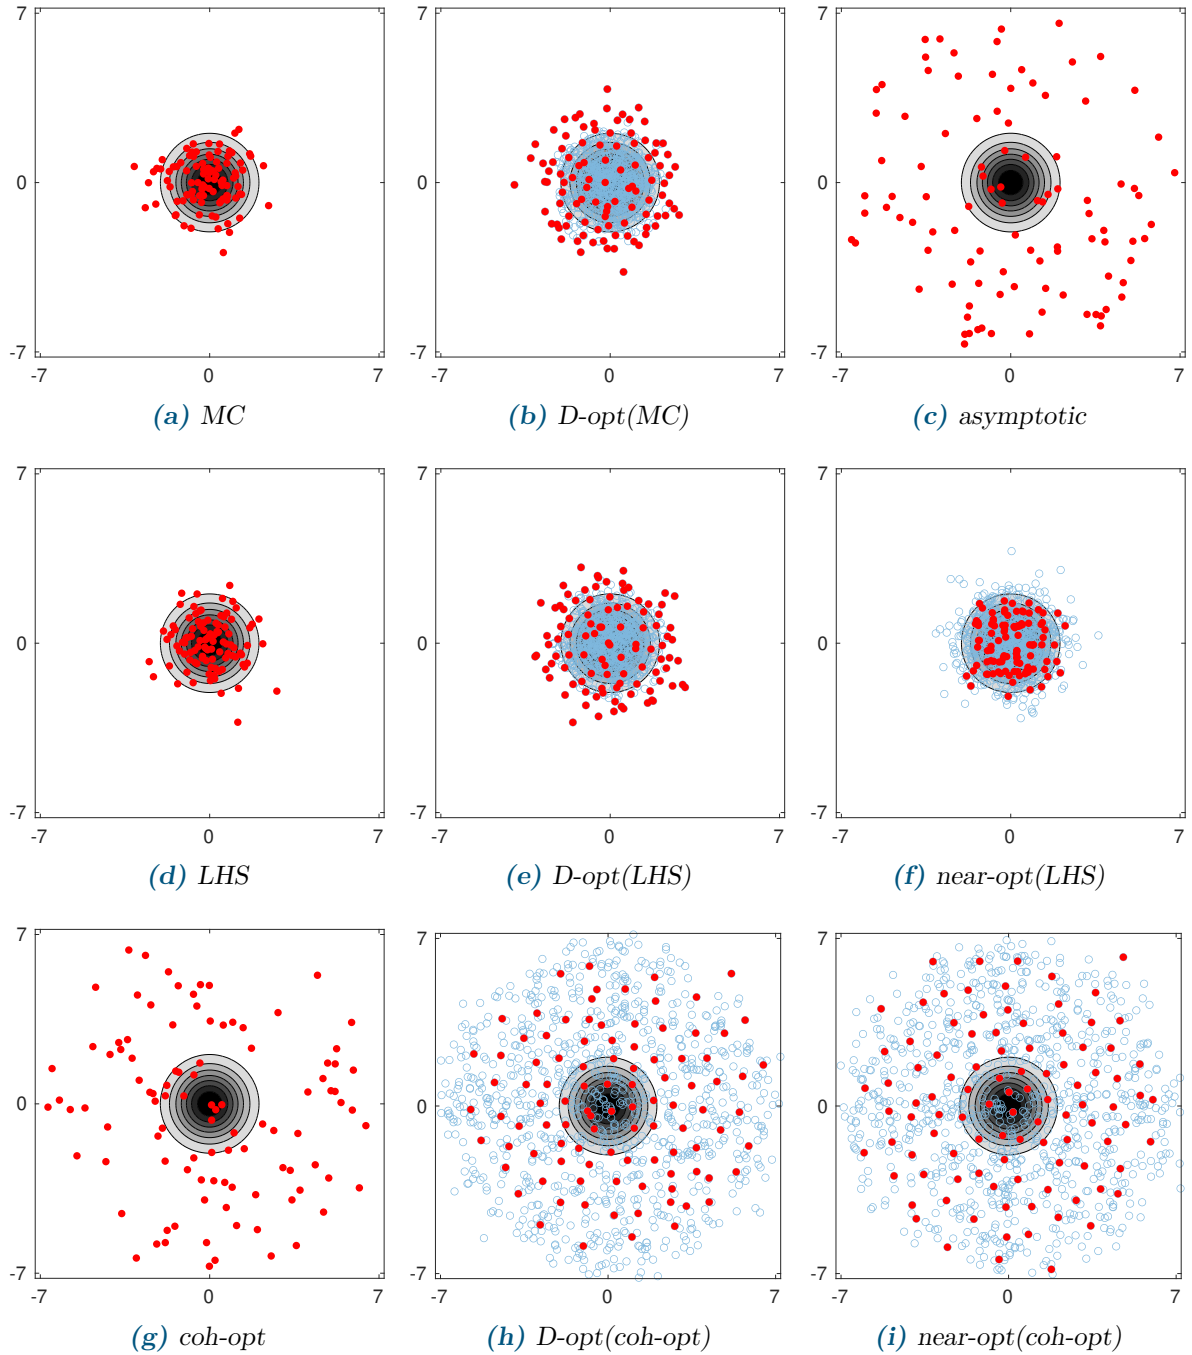 7 7 7
0 0 0
-7 -7 -7
-7 0 7 -7 0 7 -7 0 7
(a) MC (b) D-opt(MC) (c) asymptotic
7 7 7
0 0 0
-7 -7 -7
-7 0 7 -7 0 7 -7 0 7
(d) LHS (e) D-opt(LHS) (f) near-opt(LHS)
7 7 7
0 0 0
-7 -7 -7
-7 0 7 -7 0 7 -7 0 7
(g) coh-opt (h) D-opt(coh-opt) (i) near-opt(coh-opt)